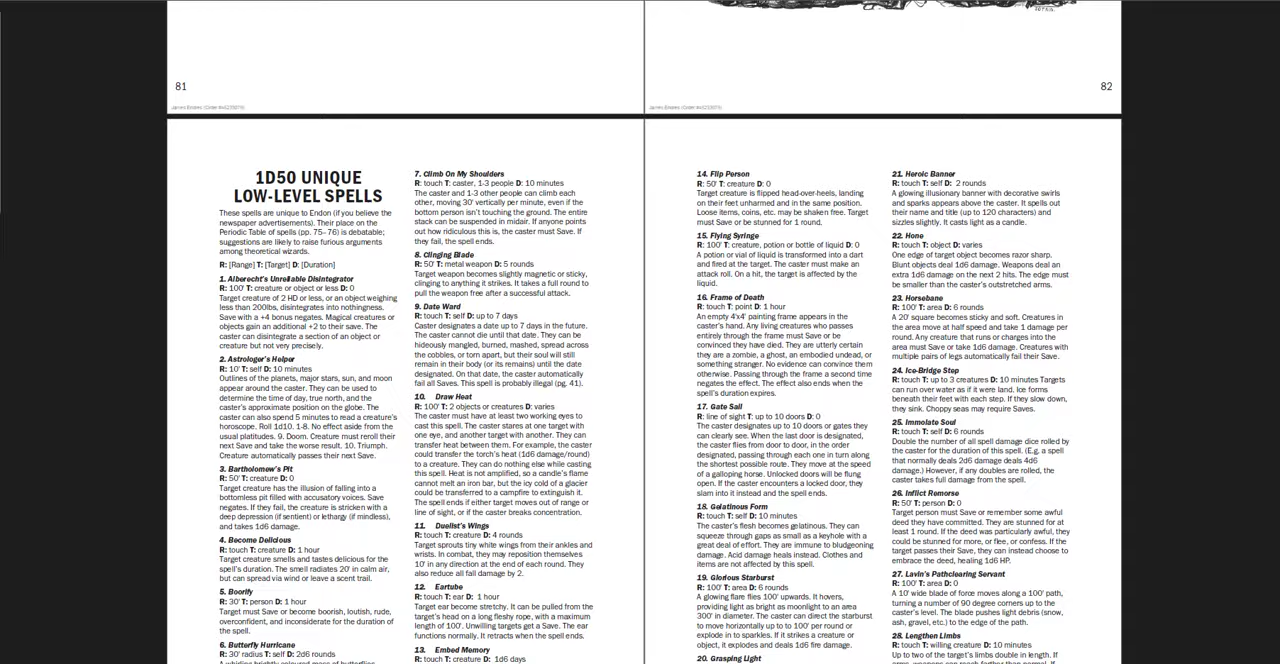 81
82
1D50 UNIQUE
LOW-LEVEL SPELLS
These spells are unique to Endon (if you believe the
newspaper advertisements). Their place on the
Periodic Table of spells (pp. 75– 76) is debatable;
suggestions are likely to raise furious arguments
among theoretical wizards.
R: [Range] T: [Target] D: [Duration]
1. Alberecht's Unreliable Disintegrator
R: 100' T: creature or object or less D: 0
Target creature of 2 HD or less, or an object weighing
less than 200lbs, disintegrates into nothingness.
Save with a +4 bonus negates. Magical creatures or
objects gain an additional +2 to their save. The
caster can disintegrate a section of an object or
creature but not very precisely.
2. Astrologer's Helper
R: 10' T: self D: 10 minutes
Outlines of the planets, major stars, sun, and moon
appear around the caster. They can be used to
determine the time of day, true north, and the
caster's approximate position on the globe. The
caster can also spend 5 minutes to read a creature's
horoscope. Roll 1d10. 1-8. No effect aside from the
usual platitudes. 9. Doom. Creature must reroll their
next Save and take the worse result. 10. Triumph.
Creature automatically passes their next Save.
3. Bartholomew's Pit
R: 50' T: creature D: 0
Target creature has the illusion of falling into a
bottomless pit filled with accusatory voices. Save
negates. If they fail, the creature is stricken with a
deep depression (if sentient) or lethargy (if mindless),
and takes 1d6 damage.
4. Become Delicious
R: touch T: creature D: 1 hour
Target creature smells and tastes delicious for the
spell's duration. The smell radiates 20' in calm air,
but can spread via wind or leave a scent trail.
5. Boorify
R: 30' T: person D: 1 hour
Target must Save or become boorish, loutish, rude,
overconfident, and inconsiderate for the duration of
the spell.
6. Butterfly Hurricane
R: 30' radius T: self D: 2d6 rounds
A whirling brightly-coloured mass of butterflies
7. Climb On My Shoulders
R: touch T: caster, 1-3 people D: 10 minutes
The caster and 1-3 other people can climb each
other, moving 30' vertically per minute, even if the
bottom person isn't touching the ground. The entire
stack can be suspended in midair. If anyone points
out how ridiculous this is, the caster must Save. If
they fail, the spell ends.
8. Clinging Blade
R: 50' T: metal weapon D: 5 rounds
Target weapon becomes slightly magnetic or sticky,
clinging to anything it strikes. It takes a full round to
pull the weapon free after a successful attack.
9. Date Ward
R: touch T: self D: up to 7 days
Caster designates a date up to 7 days in the future.
The caster cannot die until that date. They can be
hideously mangled, burned, mashed, spread across
the cobbles, or torn apart, but their soul will still
remain in their body (or its remains) until the date
designated. On that date, the caster automatically
fail all Saves. This spell is probably illegal (pg. 41).
10. Draw Heat
R: 100' T: 2 objects or creatures D: varies
The caster must have at least two working eyes to
cast this spell. The caster stares at one target with
one eye, and another target with another. They can
transfer heat between them. For example, the caster
could transfer the torch's heat (1d6 damage/round)
to a creature. They can do nothing else while casting
this spell. Heat is not amplified, so a candle's flame
cannot melt an iron bar, but the icy cold of a glacier
could be transferred to a campfire to extinguish it.
The spell ends if either target moves out of range or
line of sight, or if the caster breaks concentration.
11. Duelist's Wings
R: touch T: creature D: 4 rounds
Target sprouts tiny white wings from their ankles and
wrists. In combat, they may reposition themselves
10' in any direction at the end of each round. They
also reduce all fall damage by 2.
12. Eartube
R: touch T: ear D: 1 hour
Target ear become stretchy. It can be pulled from the
target's head on a long fleshy rope, with a maximum
length of 100'. Unwilling targets get a Save. The ear
functions normally. It retracts when the spell ends.
13. Embed Memory
R: touch T: creature D: 1d6 days
14. Flip Person
R: 50' T: creature D: 0
Target creature is flipped head-over-heels, landing
on their feet unharmed and in the same position.
Loose items, coins, etc. may be shaken free. Target
must Save or be stunned for 1 round.
15. Flying Syringe
R: 100' T: creature, potion or bottle of liquid D: 0
A potion or vial of liquid is transformed into a dart
and fired at the target. The caster must make an
attack roll. On a hit, the target is affected by the
liquid.
16. Frame of Death
R: touch T: point D: 1 hour
An empty 4'x4' painting frame appears in the
caster's hand. Any living creatures who passes
entirely through the frame must Save or be
convinced they have died. They are utterly certain
they are a zombie, a ghost, an embodied undead, or
something stranger. No evidence can convince them
otherwise. Passing through the frame a second time
negates the effect. The effect also ends when the
spell's duration expires.
17. Gate Sail
R: line of sight T: up to 10 doors D: 0
The caster designates up to 10 doors or gates they
can clearly see. When the last door is designated,
the caster flies from door to door, in the order
designated, passing through each one in turn along
the shortest possible route. They move at the speed
of a galloping horse. Unlocked doors will be flung
open. If the caster encounters a locked door, they
slam into it instead and the spell ends.
18. Gelatinous Form
R: touch T: self D: 10 minutes
The caster's flesh becomes gelatinous. They can
squeeze through gaps as small as a keyhole with a
great deal of effort. They are immune to bludgeoning
damage. Acid damage heals instead. Clothes and
items are not affected by this spell.
19. Glorious Starburst
R: 100' T: area D: 6 rounds
A glowing flare flies 100' upwards. It hovers,
providing light as bright as moonlight to an area
300' in diameter. The caster can direct the starburst
to move horizontally up to to 100' per round or
explode in to sparkles. If it strikes a creature or
object, it explodes and deals 1d6 fire damage.
20. Grasping Light
21. Heroic Banner
R: touch T: self D: 2 rounds
A glowing illusionary banner with decorative swirls
and sparks appears above the caster. It spells out
their name and title (up to 120 characters) and
sizzles slightly. It casts light as a candle.
22. Hone
R: touch T: object D: varies
One edge of target object becomes razor sharp.
Blunt objects deal 1d6 damage. Weapons deal an
extra 1d6 damage on the next 2 hits. The edge must
be smaller than the caster's outstretched arms.
23. Horsebane
R: 100' T: area D: 6 rounds
A 20' square becomes sticky and soft. Creatures in
the area move at half speed and take 1 damage per
round. Any creature that runs or charges into the
area must Save or take 1d6 damage. Creatures with
multiple pairs of legs automatically fail their Save.
24. Ice-Bridge Step
R: touch T: up to 3 creatures D: 10 minutes Targets
can run over water as if it were land. Ice forms
beneath their feet with each step. If they slow down,
they sink. Choppy seas may require Saves.
25. Immolate Soul
R: touch T: self D: 6 rounds
Double the number of all spell damage dice rolled by
the caster for the duration of this spell. (E.g. a spell
that normally deals 2d6 damage deals 4d6
damage.) However, if any doubles are rolled, the
caster takes full damage from the spell.
26. Inflict Remorse
R: 50' T: person D: 0
Target person must Save or remember some awful
deed they have committed. They are stunned for at
least 1 round. If the deed was particularly awful, they
could be stunned for more, or flee, or confess. If the
target passes their Save, they can instead choose to
embrace the deed, healing 1d6 HP.
27. Lavin's Pathclearing Servant
R: 100' T: area D: 0
A 10' wide blade of force moves along a 100' path,
turning a number of 90 degree corners up to the
caster's level. The blade pushes light debris (snow,
ash, gravel, etc.) to the edge of the path.
28. Lengthen Limbs
R: touch T: willing creature D: 10 minutes
Up to two of the target's limbs double in length. If